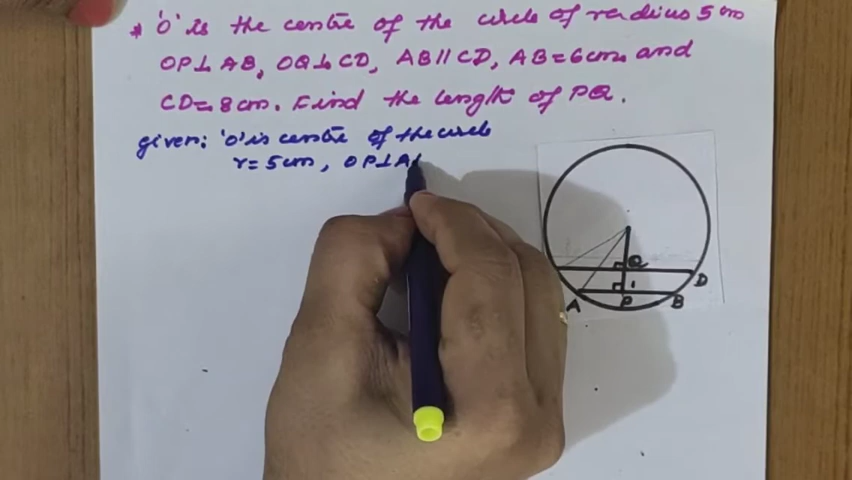 * 'O' is the centre of the circle of radius 5 cm
OP⊥AB, OQ⊥CD, AB//CD, AB=6cm and
CD=8cm. Find the length of PQ.
given: 'O' is centre of the circle
r=5cm, OP⊥A
Q
D
A
P
B